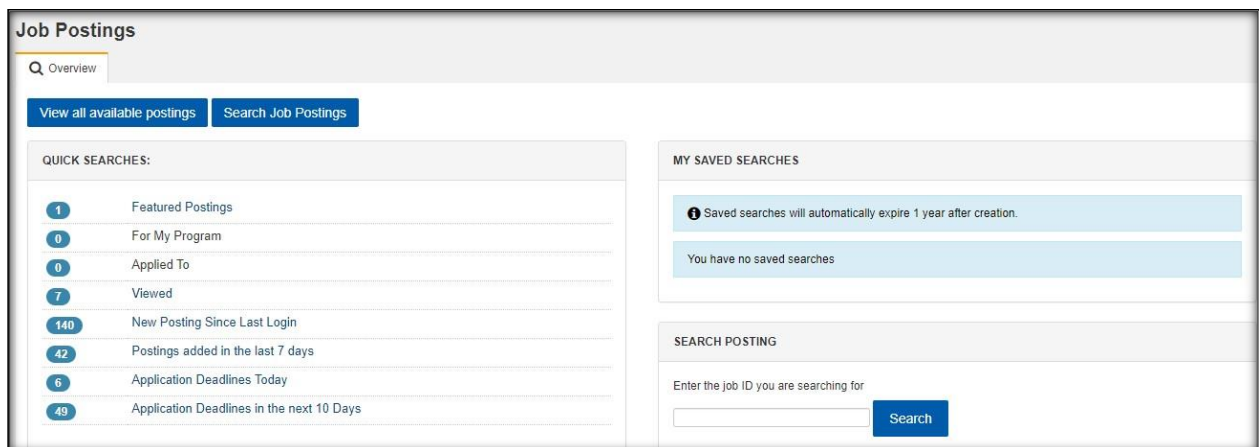 Job Postings
Overview
View all available postings Search Job Postings
QUICK SEARCHES:
1 Featured Postings
0 For My Program
0 Applied To
7 Viewed
140 New Posting Since Last Login
42 Postings added in the last 7 days
6 Application Deadlines Today
49 Application Deadlines in the next 10 Days
MY SAVED SEARCHES
Saved searches will automatically expire 1 year after creation.
You have no saved searches
SEARCH POSTING
Enter the job ID you are searching for
Search